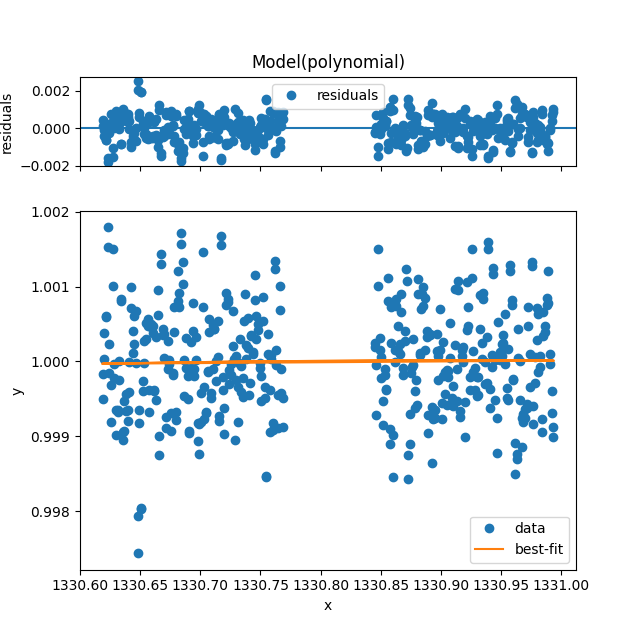 Model(polynomial)
residuals
0.002
0.000
−0.002
residuals
1.002
1.001
1.000
0.999
0.998
y
data
best-fit
1330.60 1330.65 1330.70 1330.75 1330.80 1330.85 1330.90 1330.95 1331.00
x